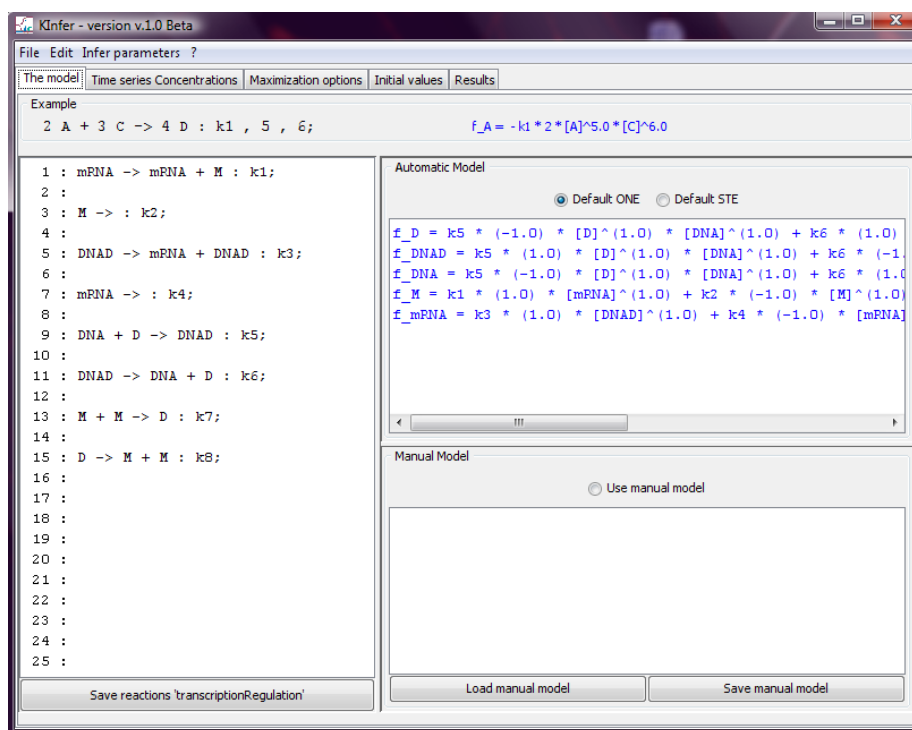 KInfer - version v.1.0 Beta
File Edit Infer parameters ?
The model Time series Concentrations Maximization options Initial values Results
Example
2 A + 3 C -> 4 D : k1 , 5 , 6; f_A = - k1 * 2 * [A]^5.0 * [C]^6.0
1 : mRNA -> mRNA + M : k1;
2 :
3 : M -> : k2;
4 :
5 : DNAD -> mRNA + DNAD : k3;
6 :
7 : mRNA -> : k4;
8 :
9 : DNA + D -> DNAD : k5;
10 :
11 : DNAD -> DNA + D : k6;
12 :
13 : M + M -> D : k7;
14 :
15 : D -> M + M : k8;
16 :
17 :
18 :
19 :
20 :
21 :
22 :
23 :
24 :
25 :
Save reactions 'transcriptionRegulation'
Automatic Model
Default ONE Default STE
f_D = k5 * (-1.0) * [D]^(1.0) * [DNA]^(1.0) + k6 * (1.0)
f_DNAD = k5 * (1.0) * [D]^(1.0) * [DNA]^(1.0) + k6 * (-1.
f_DNA = k5 * (-1.0) * [D]^(1.0) * [DNA]^(1.0) + k6 * (1.0
f_M = k1 * (1.0) * [mRNA]^(1.0) + k2 * (-1.0) * [M]^(1.0)
f_mRNA = k3 * (1.0) * [DNAD]^(1.0) + k4 * (-1.0) * [mRNA]
Manual Model
Use manual model
Load manual model Save manual model